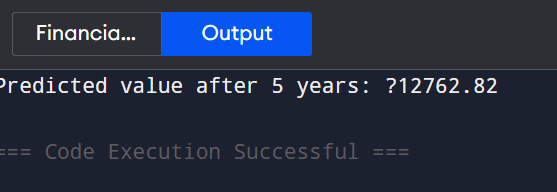 Financia...
Output
Predicted value after 5 years: ?12762.82
=== Code Execution Successful ===